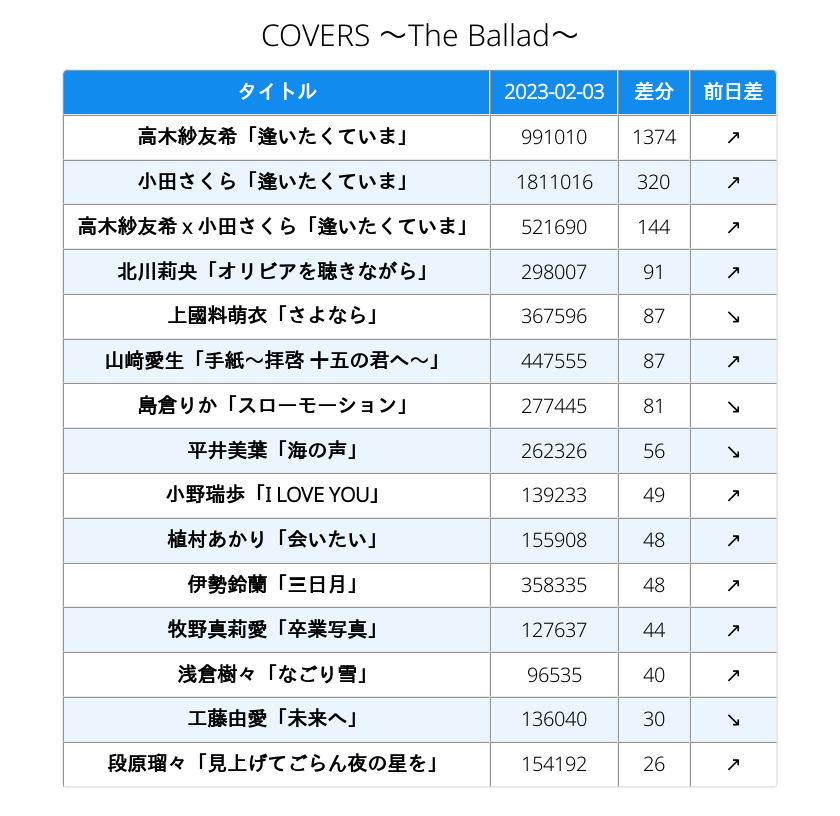 COVERS ～The Ballad～
タイトル 2023-02-03 差分 前日差
高木紗友希「逢いたくていま」 991010 1374 ↗
小田さくら「逢いたくていま」 1811016 320 ↗
高木紗友希 x 小田さくら「逢いたくていま」 521690 144 ↗
北川莉央「オリビアを聴きながら」 298007 91 ↗
上國料萌衣「さよなら」 367596 87 ↘
山﨑愛生「手紙～拝啓 十五の君へ～」 447555 87 ↗
島倉りか「スローモーション」 277445 81 ↘
平井美葉「海の声」 262326 56 ↘
小野瑞歩「I LOVE YOU」 139233 49 ↗
植村あかり「会いたい」 155908 48 ↗
伊勢鈴蘭「三日月」 358335 48 ↗
牧野真莉愛「卒業写真」 127637 44 ↗
浅倉樹々「なごり雪」 96535 40 ↗
工藤由愛「未来へ」 136040 30 ↘
段原瑠々「見上げてごらん夜の星を」 154192 26 ↗